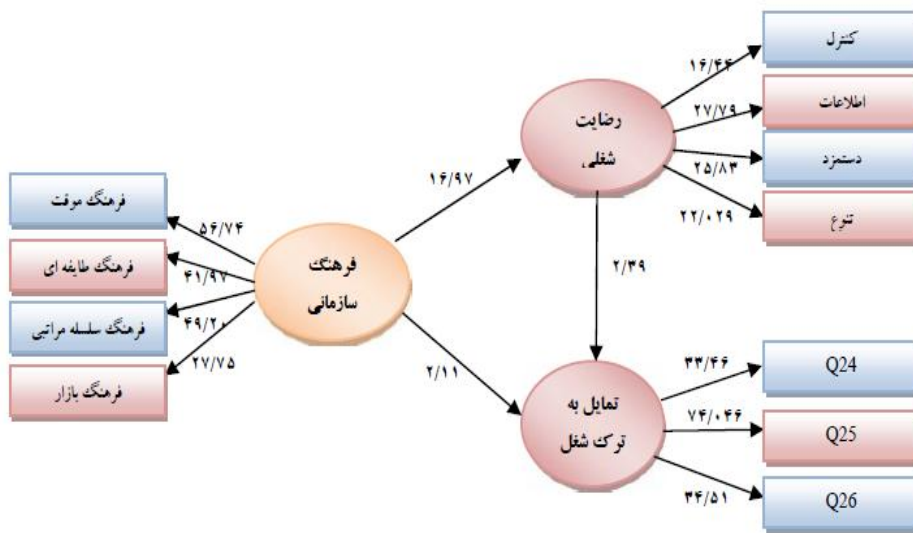 کنترل
۱۶/۴۴
اطلاعات
۲۷/۷۹
رضایت
شغلی
دستمزد
۲۵/۸۳
تنوع
۲۲/۰۲۹
۱۶/۹۷
فرهنگ موقت
۵۶/۷۴
فرهنگ طایفه ای
۴۱/۹۷
فرهنگ سلسله مراتبی
۴۹/۲۰
فرهنگ بازار
۲۷/۷۵
فرهنگ
سازمانی
۲/۳۹
۲/۱۱
تمایل به
ترک شغل
۳۳/۴۶
Q24
۷۴/۰۴۶
Q25
۳۴/۵۱
Q26